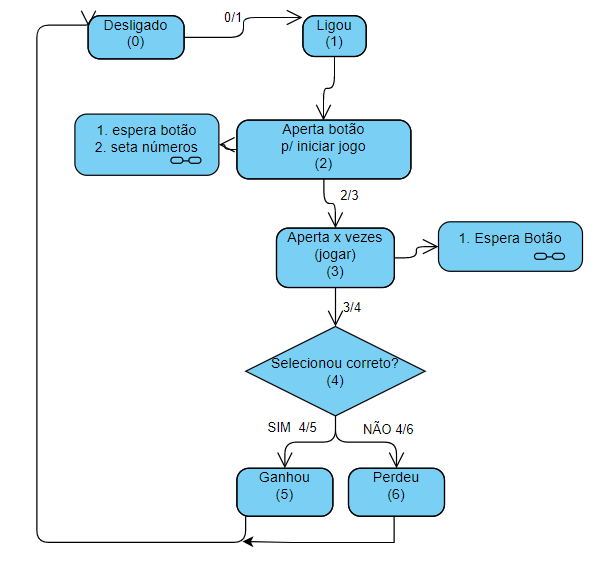 Desligado
(0)
0/1
Ligou
(1)
1. espera botão
2. seta números
Aperta botão
p/ iniciar jogo
(2)
2/3
Aperta x vezes
(jogar)
(3)
1. Espera Botão
3/4
Selecionou correto?
(4)
SIM 4/5
NÃO 4/6
Ganhou
(5)
Perdeu
(6)